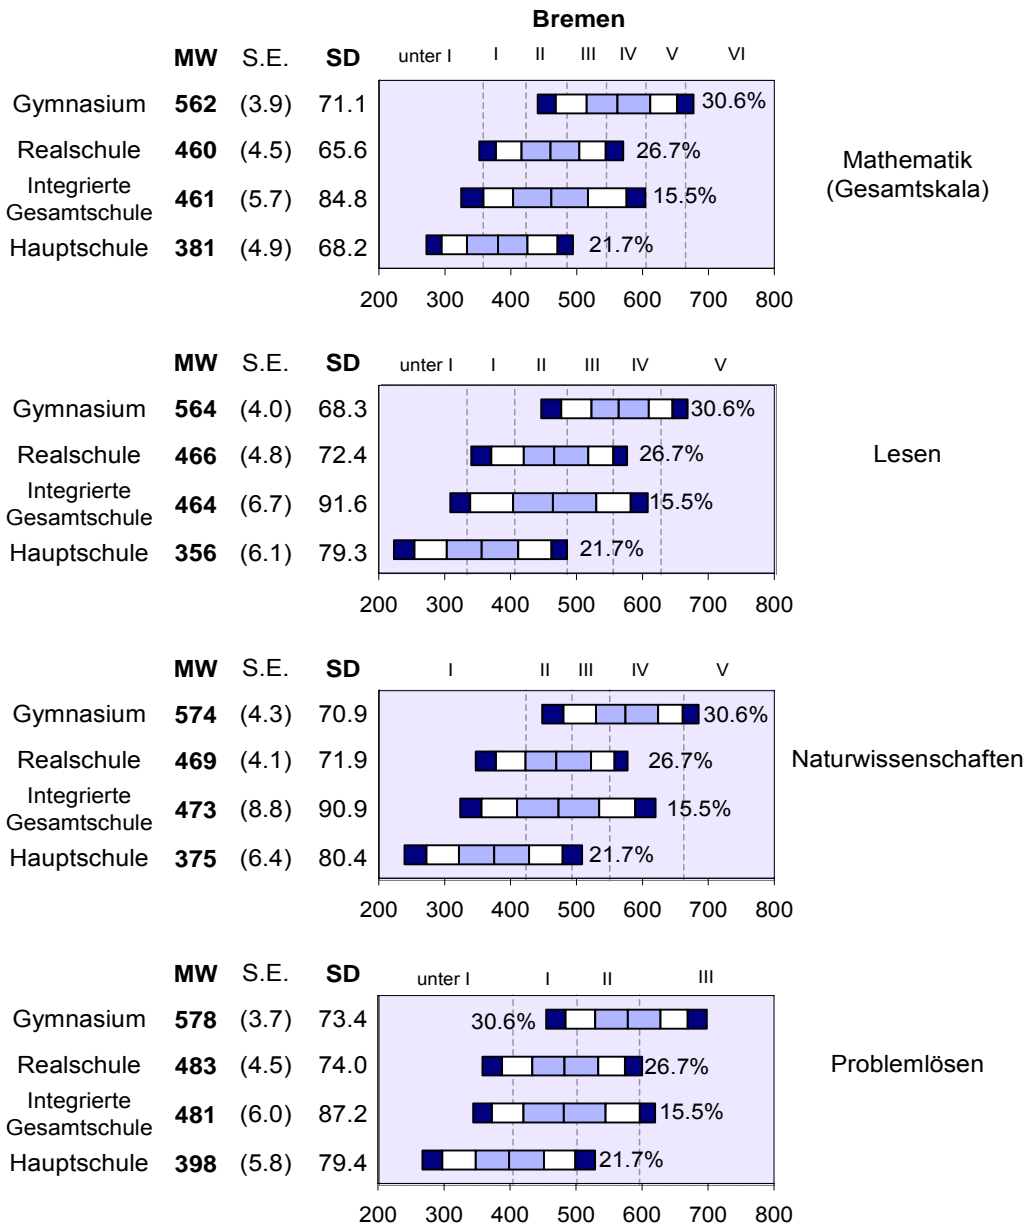 Bremen
MW S.E. SD unter I I II III IV V VI
Gymnasium 562 (3.9) 71.1 30.6%
Realschule 460 (4.5) 65.6 26.7%
Integrierte
Gesamtschule 461 (5.7) 84.8 15.5%
Hauptschule 381 (4.9) 68.2 21.7%
Mathematik
(Gesamtskala)
200 300 400 500 600 700 800
MW S.E. SD unter I I II III IV V
Gymnasium 564 (4.0) 68.3 30.6%
Realschule 466 (4.8) 72.4 26.7%
Lesen
Integrierte
Gesamtschule 464 (6.7) 91.6 15.5%
Hauptschule 356 (6.1) 79.3 21.7%
200 300 400 500 600 700 800
MW S.E. SD I II III IV V
Gymnasium 574 (4.3) 70.9 30.6%
Realschule 469 (4.1) 71.9 26.7%
Naturwissenschaften
Integrierte
Gesamtschule 473 (8.8) 90.9 15.5%
Hauptschule 375 (6.4) 80.4 21.7%
200 300 400 500 600 700 800
MW S.E. SD unter I I II III
Gymnasium 578 (3.7) 73.4 30.6%
Realschule 483 (4.5) 74.0 26.7%
Problemlösen
Integrierte
Gesamtschule 481 (6.0) 87.2 15.5%
Hauptschule 398 (5.8) 79.4 21.7%
200 300 400 500 600 700 800